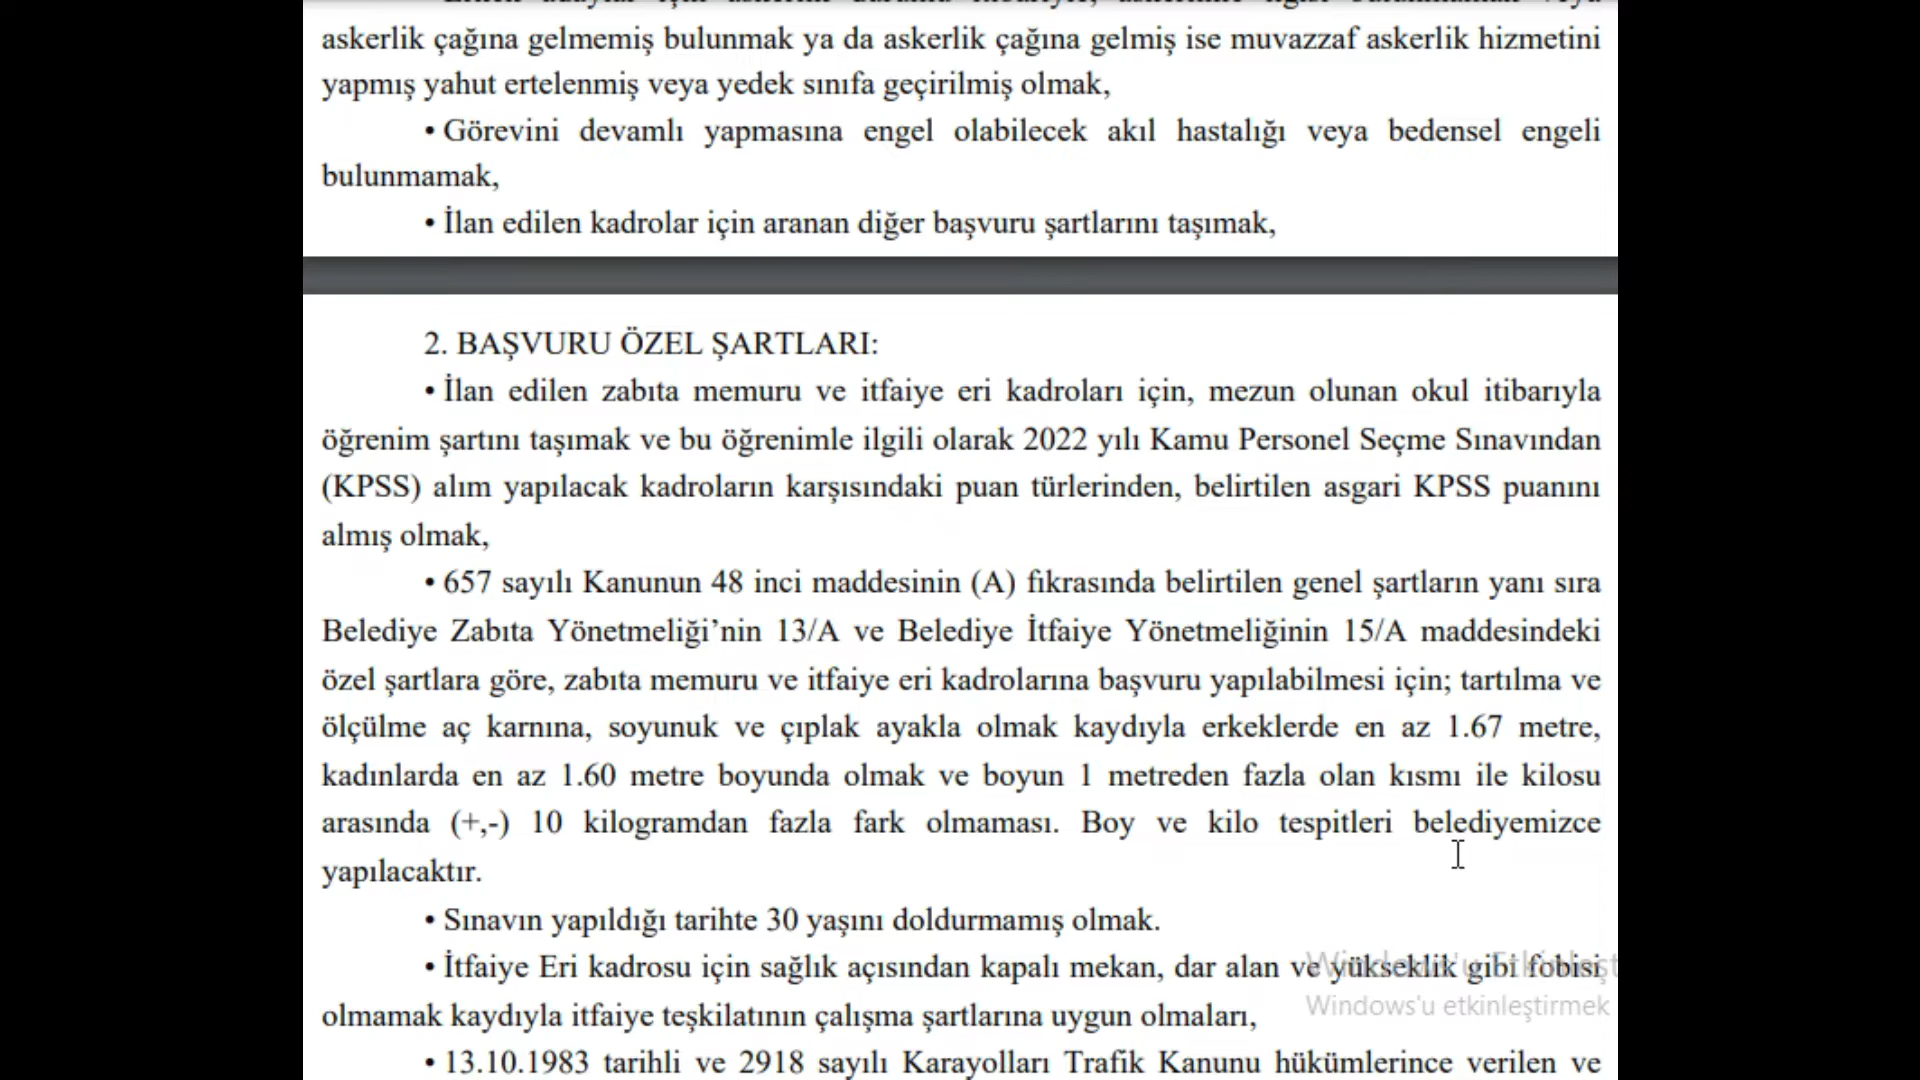 askerlik çağına gelmemiş bulunmak ya da askerlik çağına gelmiş ise muvazzaf askerlik hizmetini
yapmış yahut ertelenmiş veya yedek sınıfa geçirilmiş olmak,
• Görevini devamlı yapmasına engel olabilecek akıl hastalığı veya bedensel engeli
bulunmamak,
• İlan edilen kadrolar için aranan diğer başvuru şartlarını taşımak,
2. BAŞVURU ÖZEL ŞARTLARI:
• İlan edilen zabıta memuru ve itfaiye eri kadroları için, mezun olunan okul itibarıyla
öğrenim şartını taşımak ve bu öğrenimle ilgili olarak 2022 yılı Kamu Personel Seçme Sınavından
(KPSS) alım yapılacak kadroların karşısındaki puan türlerinden, belirtilen asgari KPSS puanını
almış olmak,
• 657 sayılı Kanunun 48 inci maddesinin (A) fıkrasında belirtilen genel şartların yanı sıra
Belediye Zabıta Yönetmeliği’nin 13/A ve Belediye İtfaiye Yönetmeliğinin 15/A maddesindeki
özel şartlara göre, zabıta memuru ve itfaiye eri kadrolarına başvuru yapılabilmesi için; tartılma ve
ölçülme aç karnına, soyunuk ve çıplak ayakla olmak kaydıyla erkeklerde en az 1.67 metre,
kadınlarda en az 1.60 metre boyunda olmak ve boyun 1 metreden fazla olan kısmı ile kilosu
arasında (+,-) 10 kilogramdan fazla fark olmaması. Boy ve kilo tespitleri belediyemizce
yapılacaktır.
• Sınavın yapıldığı tarihte 30 yaşını doldurmamış olmak.
• İtfaiye Eri kadrosu için sağlık açısından kapalı mekan, dar alan ve yükseklik gibi fobisi
olmamak kaydıyla itfaiye teşkilatının çalışma şartlarına uygun olmaları,
Windows'u etkinleştirmek
• 13.10.1983 tarihli ve 2918 sayılı Karayolları Trafik Kanunu hükümlerince verilen ve